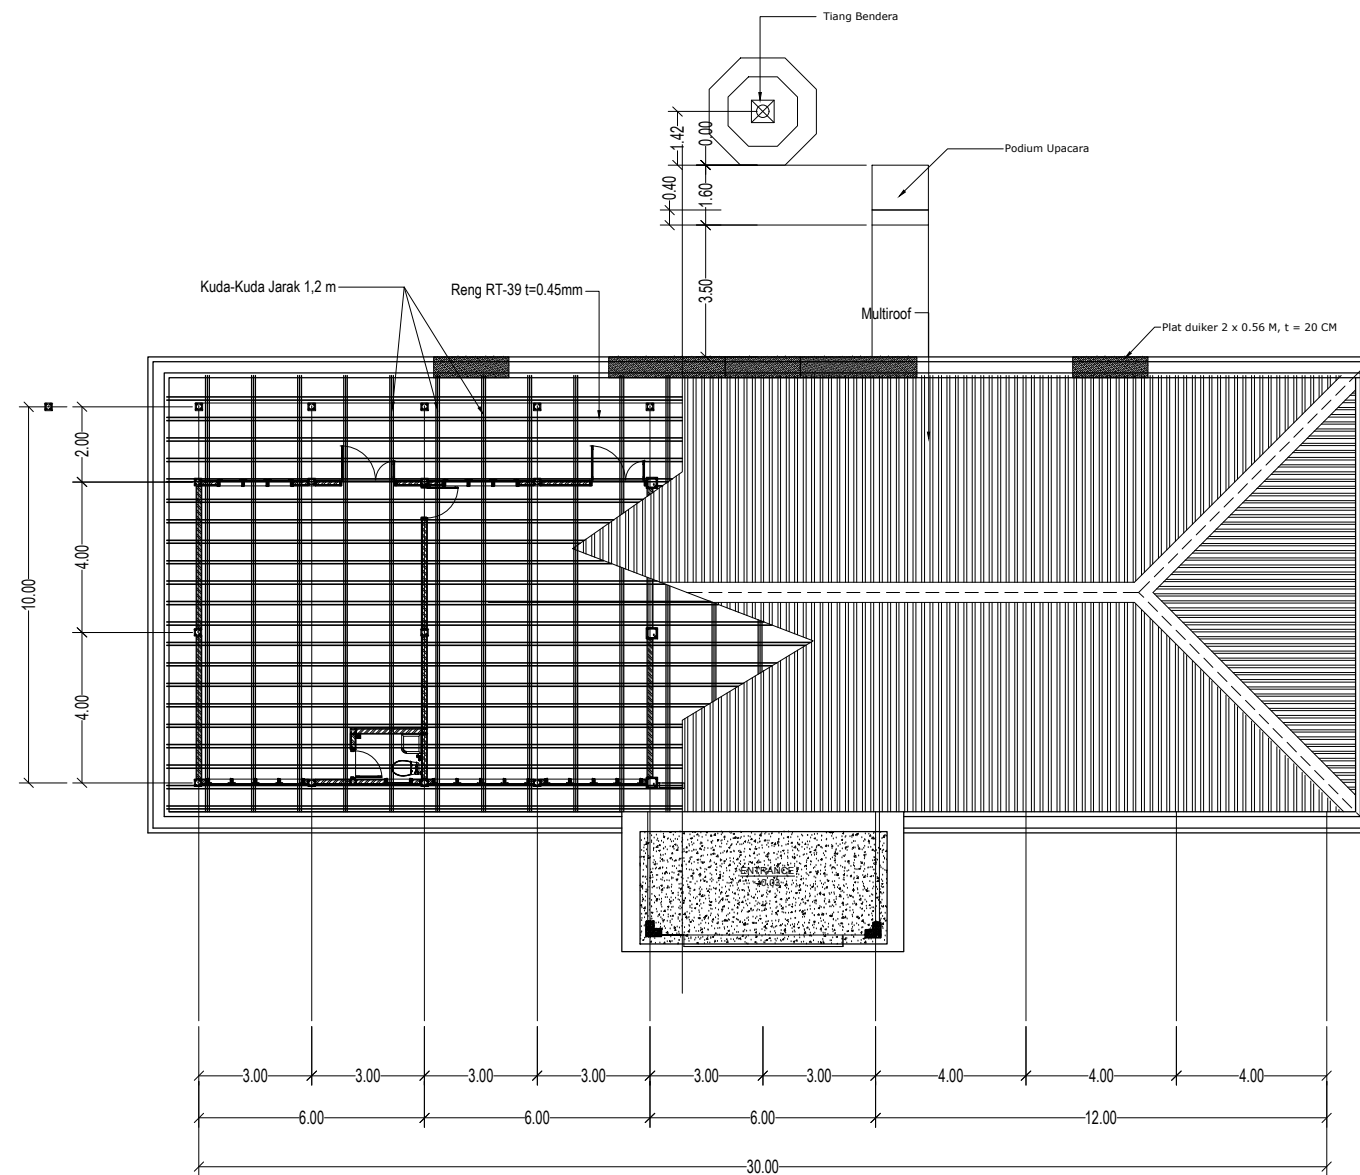 Tiang Bendera
1.42
0.00
Podium Upacara
0.40
1.60
Kuda-Kuda Jarak 1,2 m
Reng RT-39 t=0.45mm
3.50
Multiroof
Plat duiker 2 x 0.56 M, t = 20 CM
2.00
4.00
10.00
4.00
ENTRANCE
3.00 3.00 3.00 3.00 3.00 3.00 4.00 4.00 4.00
6.00 6.00 6.00 12.00
30.00